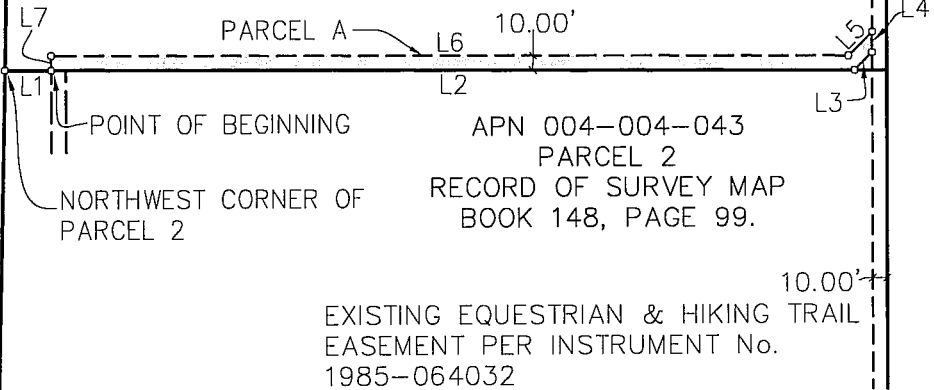 L7
PARCEL A
10.00'
L4
L6
L5
L1
L2
L3
POINT OF BEGINNING
APN 004-004-043
PARCEL 2
RECORD OF SURVEY MAP
BOOK 148, PAGE 99.
NORTHWEST CORNER OF
PARCEL 2
10.00'
EXISTING EQUESTRIAN & HIKING TRAIL
EASEMENT PER INSTRUMENT No.
1985-064032